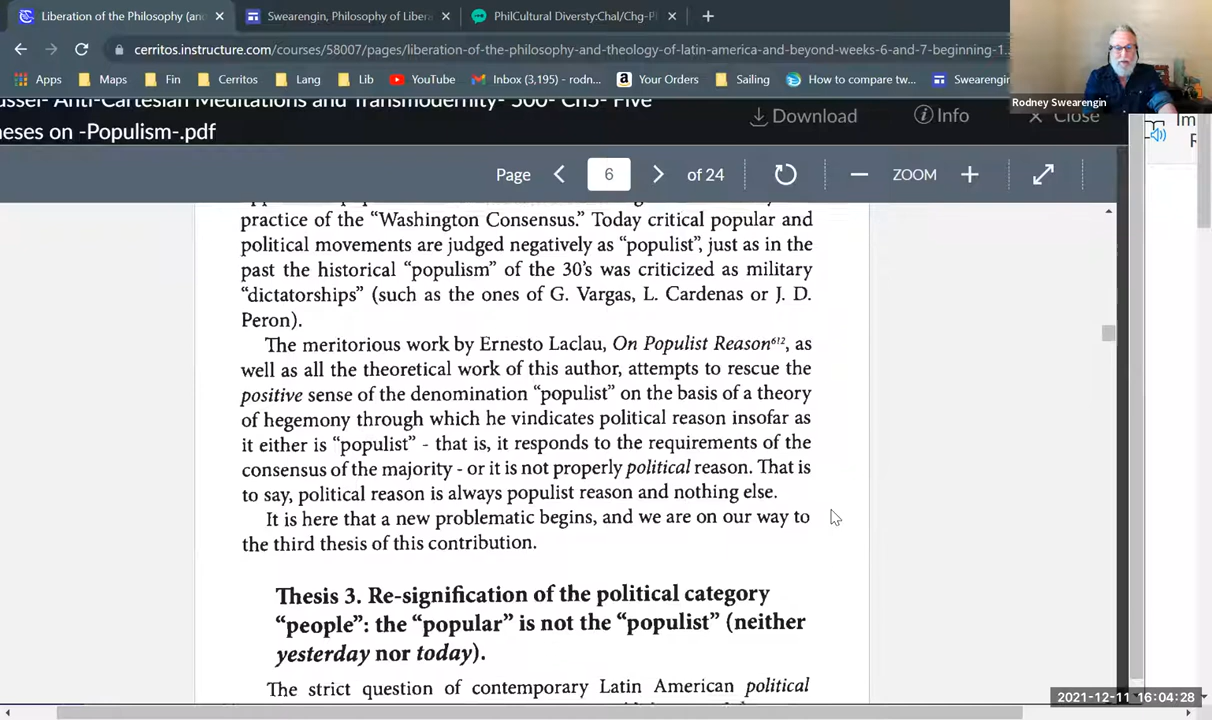 Liberation of the Philosophy (an
Swearengin, Philosophy of Libera
PhilCultural Diversty:Chal/Chg-P
cerritos.instructure.com/courses/58007/pages/liberation-of-the-philosophy-and-theology-of-latin-america-and-beyond-weeks-6-and-7-beginning-1...
Apps Maps Fin Cerritos Lang Lib YouTube Inbox (3,195) - rodn... Your Orders Sailing How to compare tw... Swearengin
Rodney Swearengin
ussel- Anti-Cartesian Meditations and Transmodernity- 500- Ch5- Five
neses on -Populism-.pdf
Download Info Close
Im
Page 6 of 24 ZOOM
practice of the “Washington Consensus.” Today critical popular and
political movements are judged negatively as “populist”, just as in the
past the historical “populism” of the 30’s was criticized as military
“dictatorships” (such as the ones of G. Vargas, L. Cardenas or J. D.
Peron).
The meritorious work by Ernesto Laclau, On Populist Reason612, as
well as all the theoretical work of this author, attempts to rescue the
positive sense of the denomination “populist” on the basis of a theory
of hegemony through which he vindicates political reason insofar as
it either is “populist” - that is, it responds to the requirements of the
consensus of the majority - or it is not properly political reason. That is
to say, political reason is always populist reason and nothing else.
It is here that a new problematic begins, and we are on our way to
the third thesis of this contribution.
Thesis 3. Re-signification of the political category
“people”: the “popular” is not the “populist” (neither
yesterday nor today).
The strict question of contemporary Latin American political
2021-12-11 16:04:28